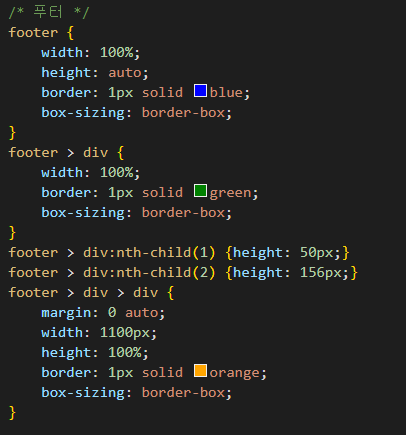 /* 푸터 */
footer {
    width: 100%;
    height: auto;
    border: 1px solid blue;
    box-sizing: border-box;
}
footer > div {
    width: 100%;
    border: 1px solid green;
    box-sizing: border-box;
}
footer > div:nth-child(1) {height: 50px;}
footer > div:nth-child(2) {height: 156px;}
footer > div > div {
    margin: 0 auto;
    width: 1100px;
    height: 100%;
    border: 1px solid orange;
    box-sizing: border-box;
}